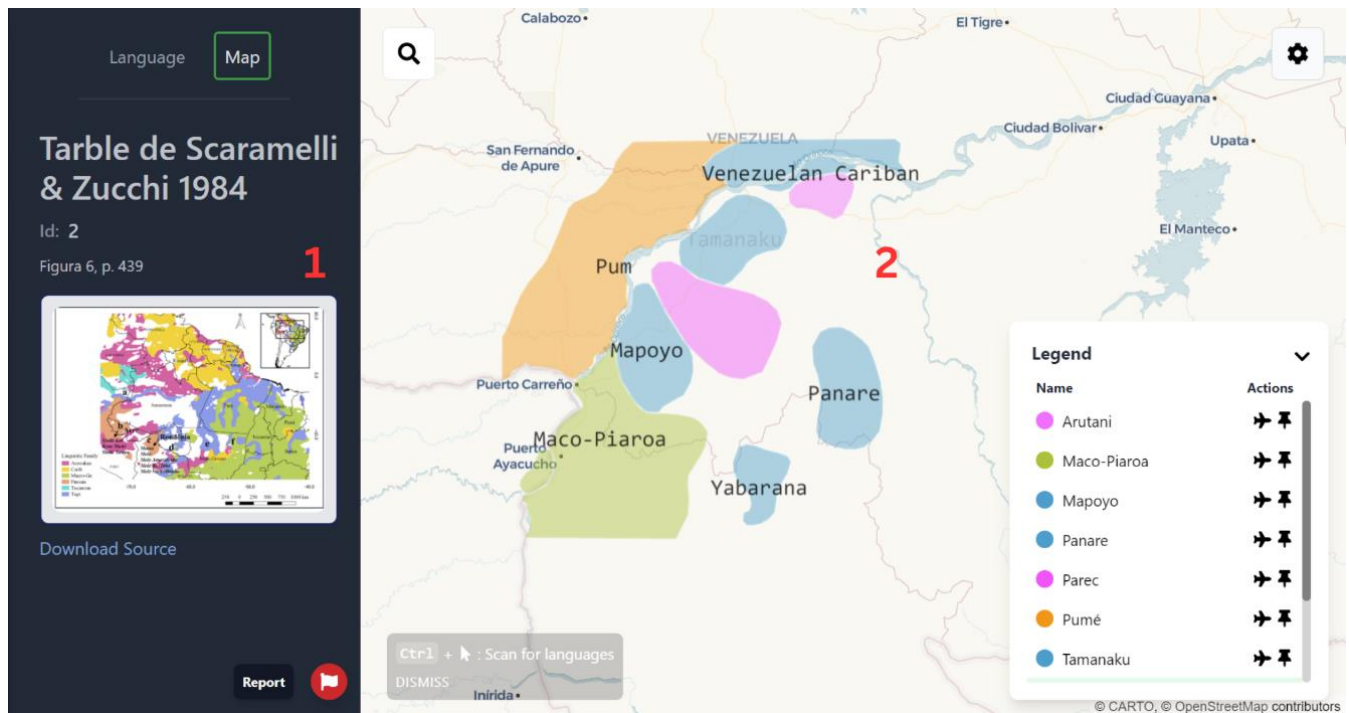 Language Map
Tarble de Scaramelli
& Zucchi 1984
Id: 2
Figura 6, p. 439
1
Download Source
Report
Calabozo
El Tigre
Ciudad Guayana
Ciudad Bolívar
Upata
VENEZUELA
San Fernando
de Apure
Venezuelan Cariban
El Manteco
Tamanaku
2
Pum
Mapoyo
Puerto Carreño
Panare
Maco-Piaroa
Puerto
Ayacucho
Yabarana
Ctrl + : Scan for languages
DISMISS
Inírida
Legend
Name Actions
Arutani
Maco-Piaroa
Mapoyo
Panare
Parec
Pumé
Tamanaku
© CARTO, © OpenStreetMap contributors